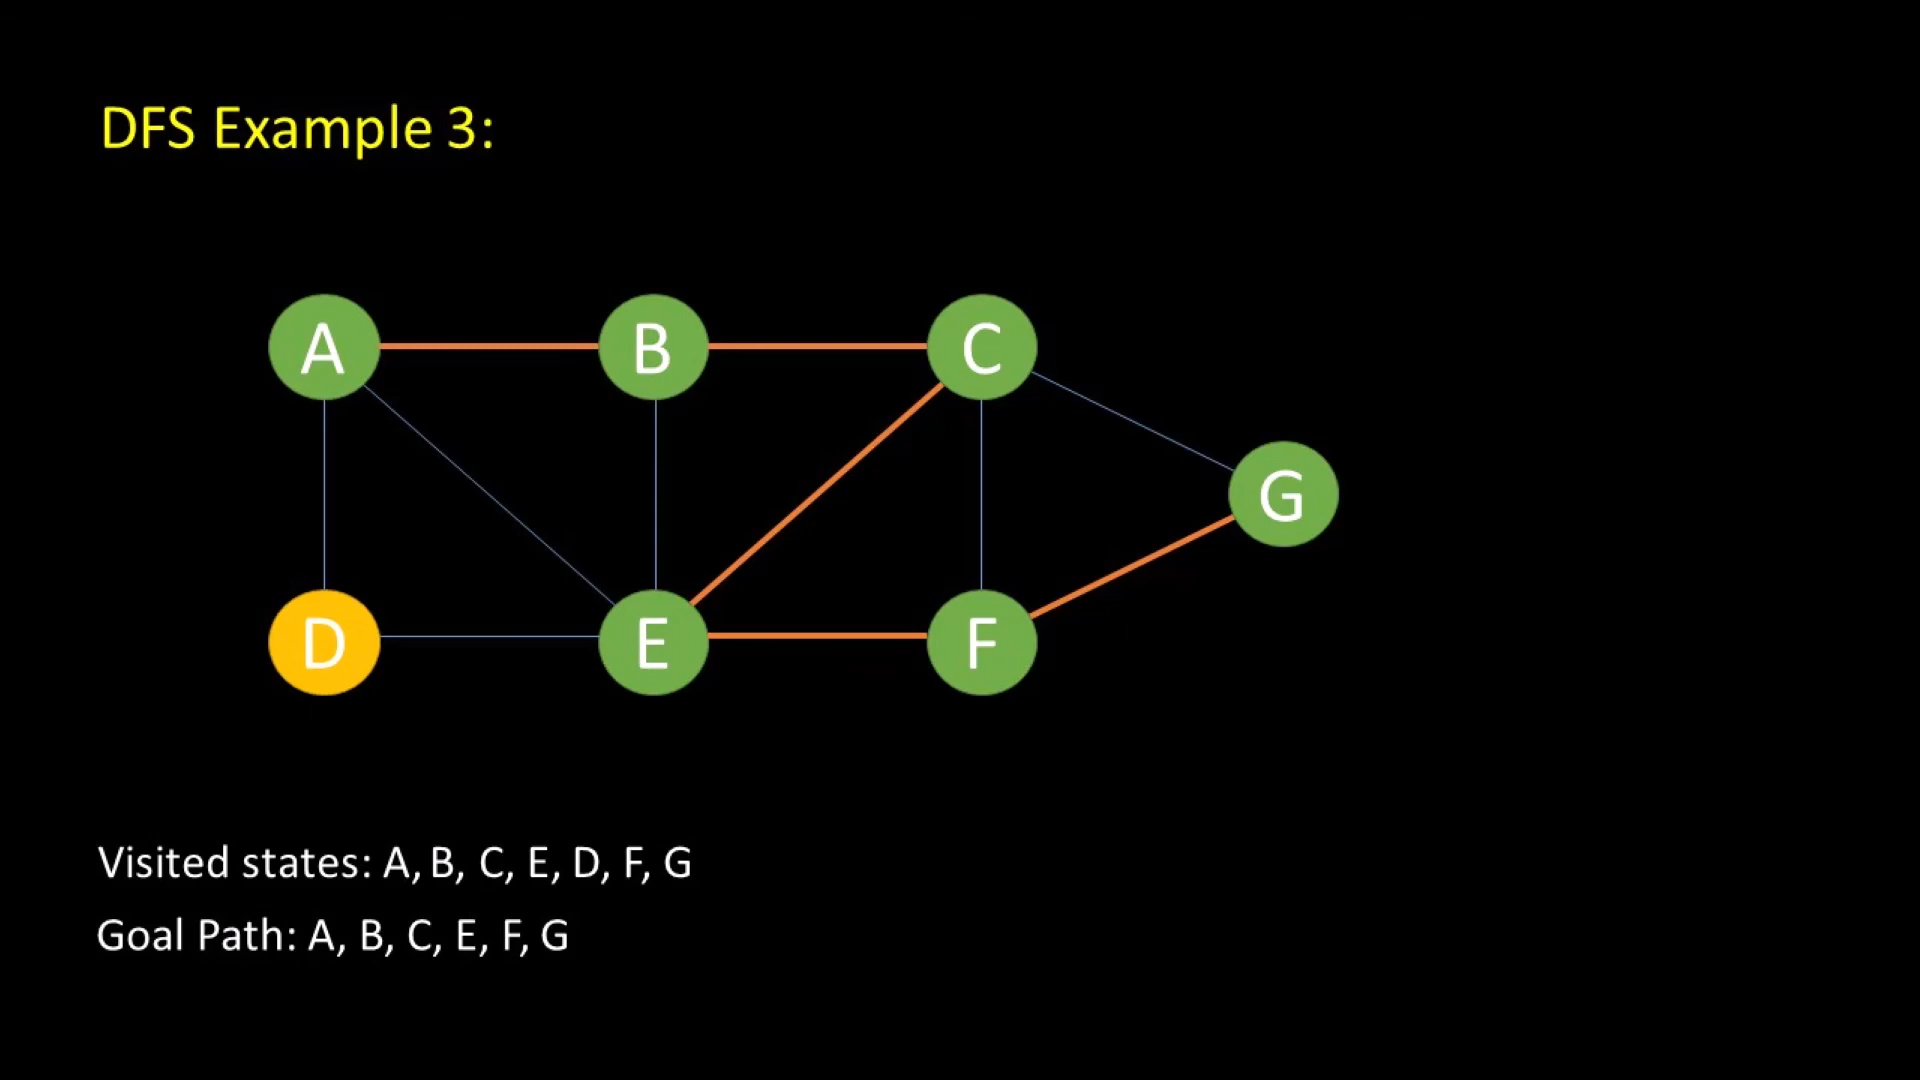 DFS Example 3:
A B C
G
D E F
Visited states: A, B, C, E, D, F, G
Goal Path: A, B, C, E, F, G